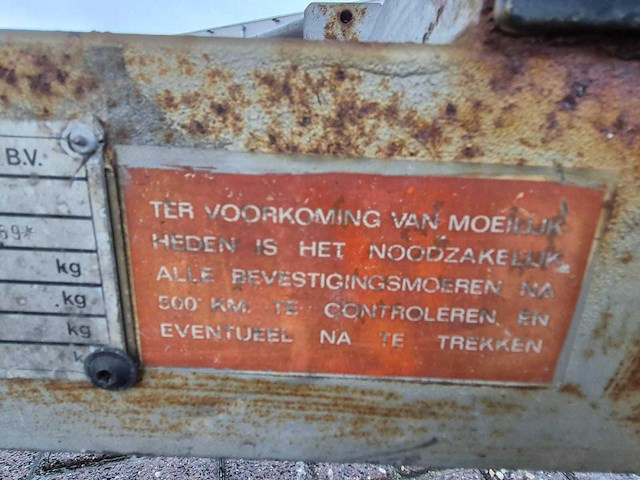 B.V.
89*
kg
.kg
kg
k
TER VOORKOMING VAN MOEILIJK
HEDEN IS HET NOODZAKELIJK
ALLE BEVESTIGINGSMOEREN NA
500 KM. TE CONTROLEREN EN
EVENTUEEL NA TE TREKKEN